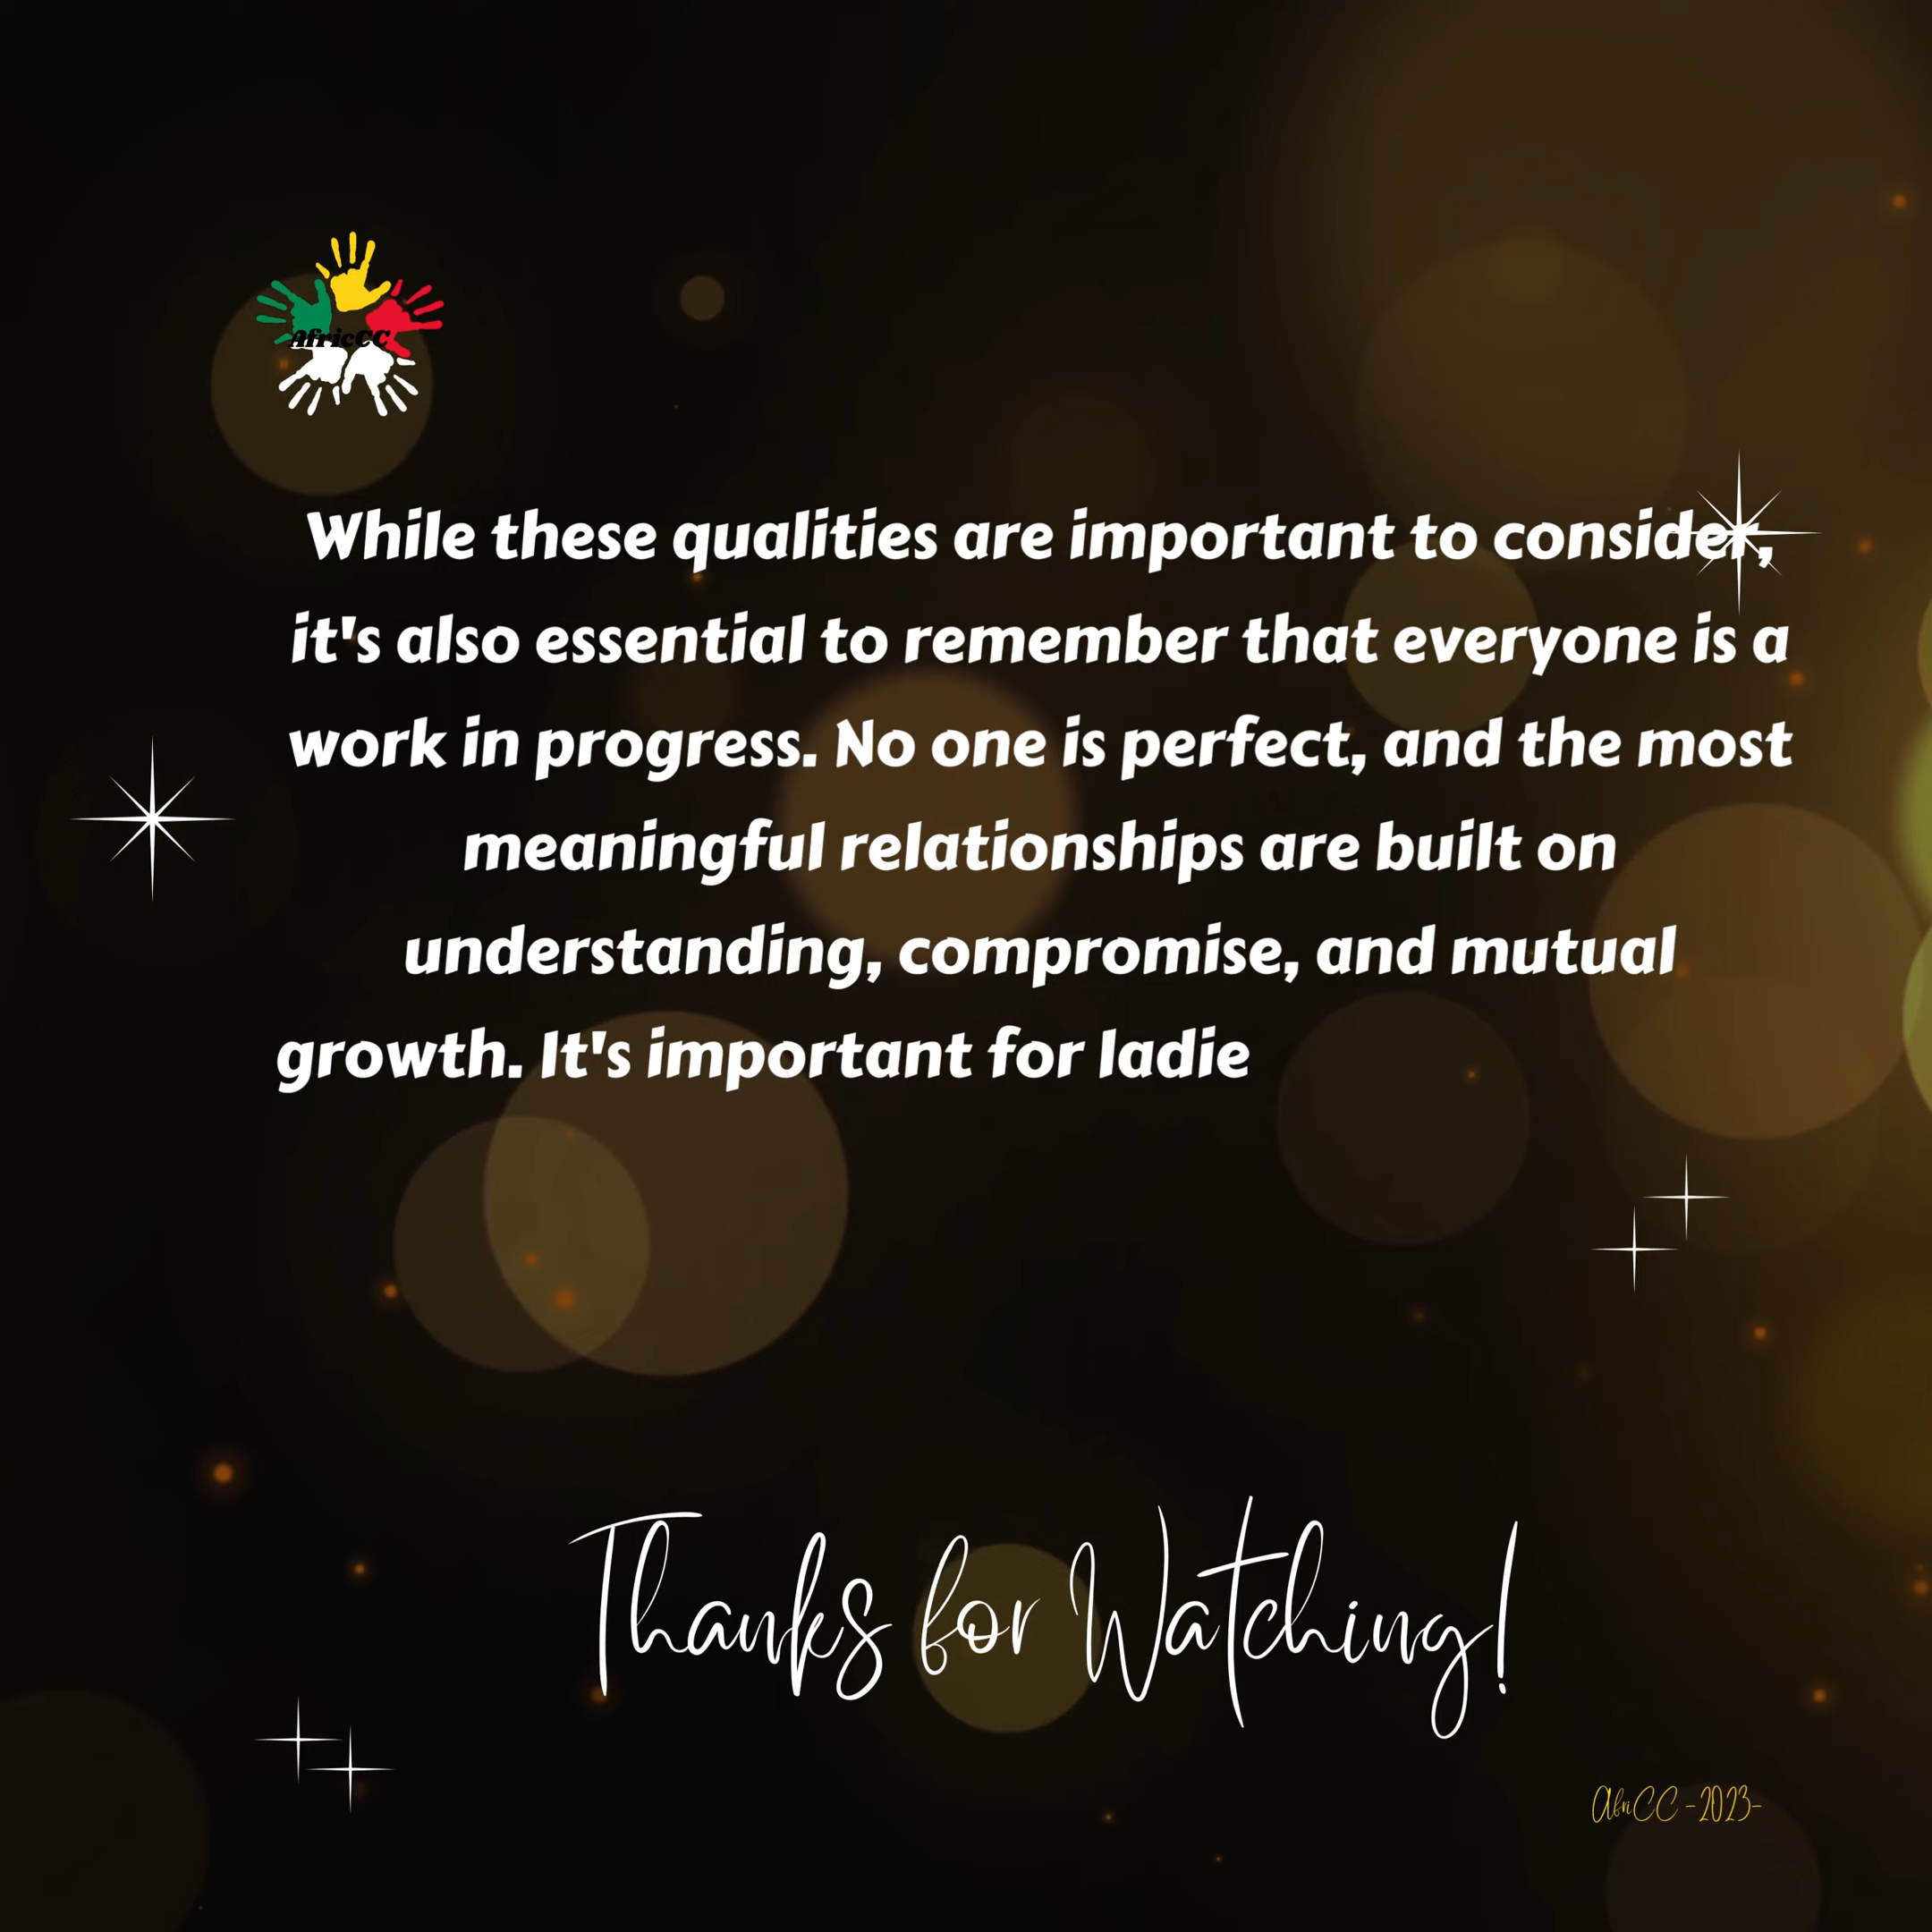 AfricCC
While these qualities are important to consider,
it's also essential to remember that everyone is a
work in progress. No one is perfect, and the most
meaningful relationships are built on
understanding, compromise, and mutual
growth. It's important for ladie
Thanks for Watching!
AfriCC -2023-